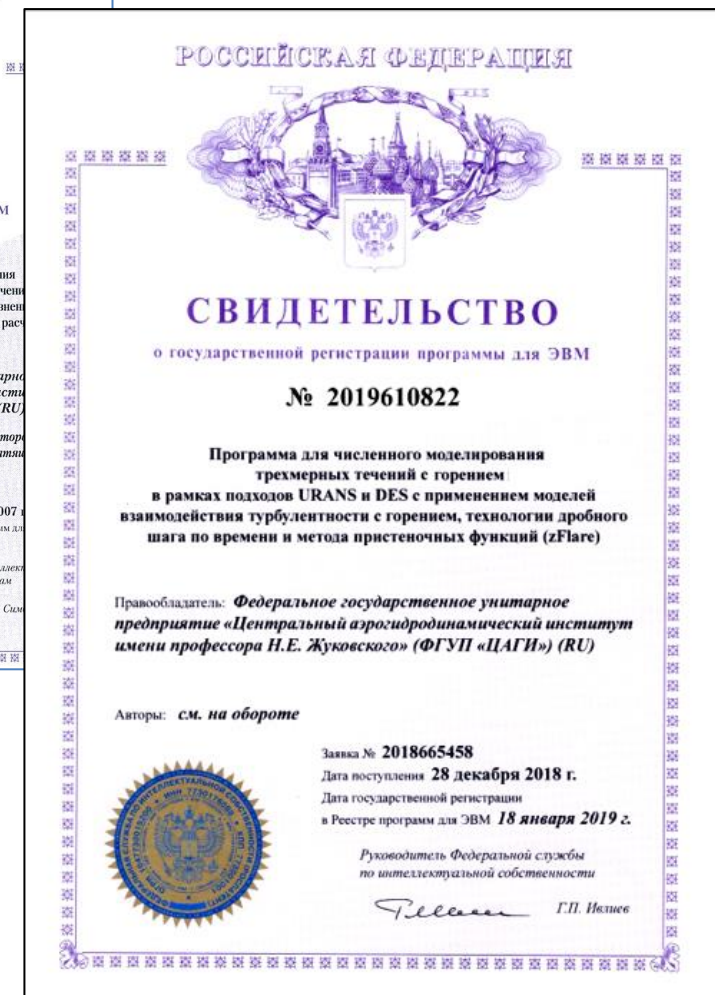 РОССИЙСКАЯ ФЕДЕРАЦИЯ
СВИДЕТЕЛЬСТВО
о государственной регистрации программы для ЭВМ
№ 2019610822
Программа для численного моделирования
трехмерных течений с горением
в рамках подходов URANS и DES с применением моделей
взаимодействия турбулентности с горением, технологии дробного
шага по времени и метода пристеночных функций (zFlare)
Правообладатель: Федеральное государственное унитарное
предприятие «Центральный аэрогидродинамический институт
имени профессора Н.Е. Жуковского» (ФГУП «ЦАГИ») (RU)
Авторы: см. на обороте
Заявка № 2018665458
Дата поступления 28 декабря 2018 г.
Дата государственной регистрации
в Реестре программ для ЭВМ 18 января 2019 г.
Руководитель Федеральной службы
по интеллектуальной собственности
Г.П. Ивлиев